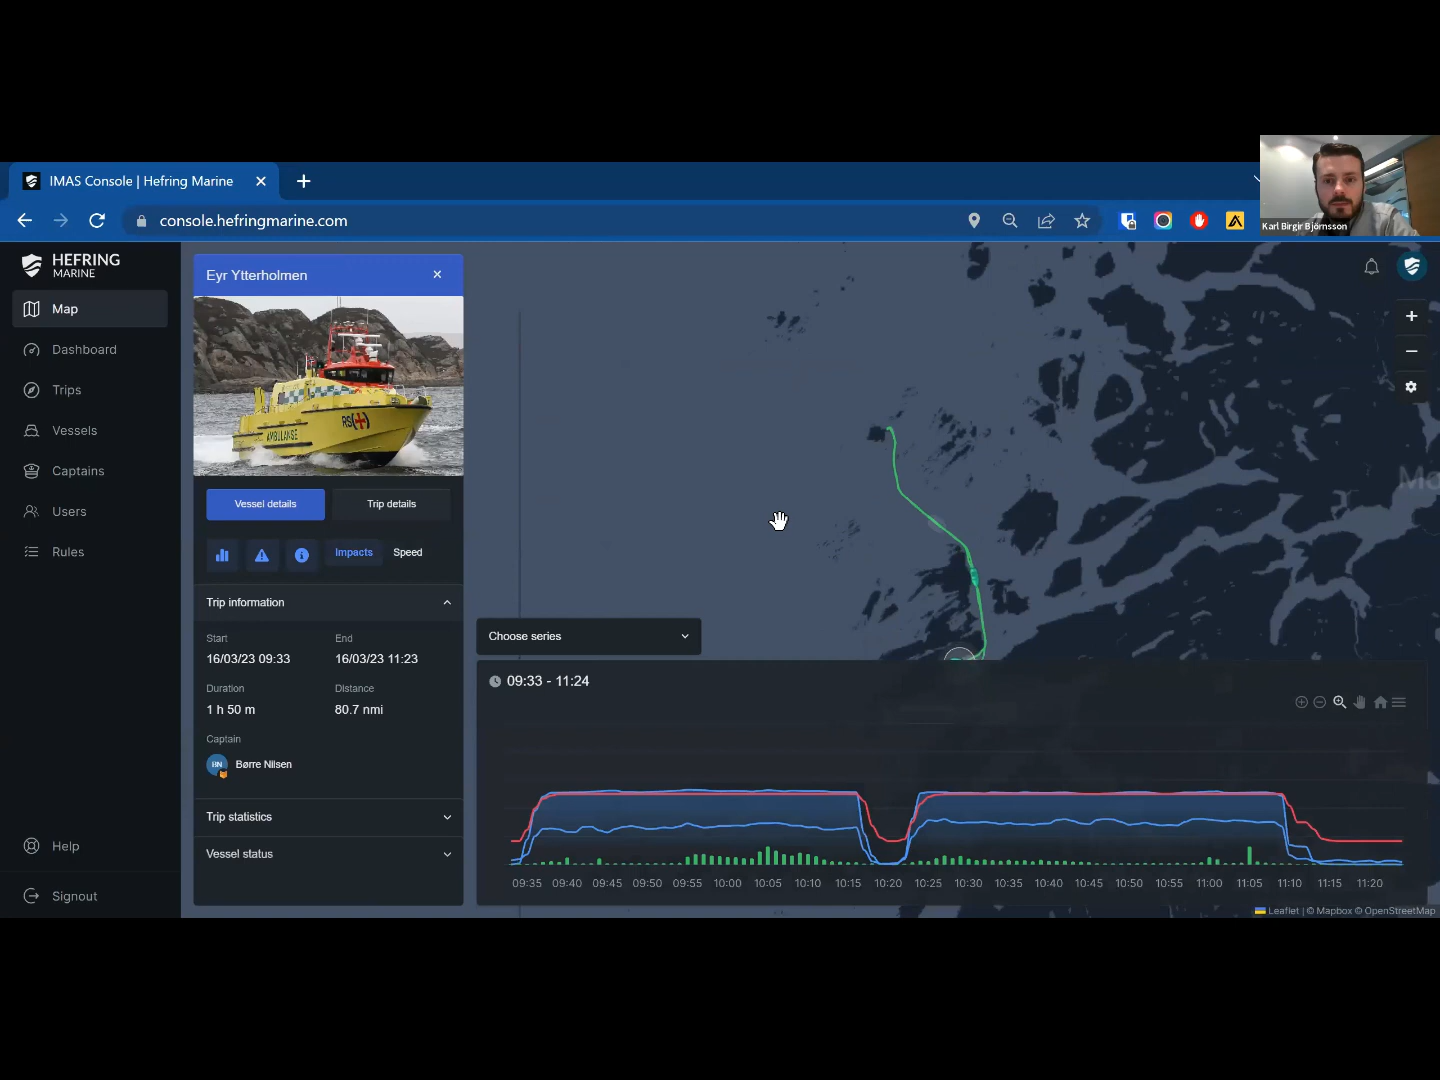 IMAS Console | Hefring Marine
console.hefringmarine.com
Karl Birgir Björnsson
HEFRING
MARINE
Map
Dashboard
Trips
Vessels
Captains
Users
Rules
Help
Signout
Eyr Ytterholmen
AMBULANSE
RS
Vessel details
Trip details
Impacts
Speed
Trip information
Start
End
16/03/23 09:33
16/03/23 11:23
Duration
Distance
1 h 50 m
80.7 nmi
Captain
BN
Børre Nilsen
Trip statistics
Vessel status
Mo
Choose series
09:33 - 11:24
09:35 09:40 09:45 09:50 09:55 10:00 10:05 10:10 10:15 10:20 10:25 10:30 10:35 10:40 10:45 10:50 10:55 11:00 11:05 11:10 11:15 11:20
Leaflet | © Mapbox © OpenStreetMap